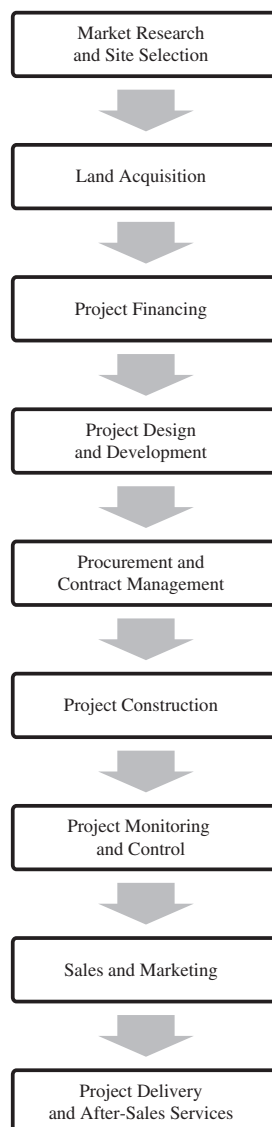 Market Research
and Site Selection
Land Acquisition
Project Financing
Project Design
and Development
Procurement and
Contract Management
Project Construction
Project Monitoring
and Control
Sales and Marketing
Project Delivery
and After-Sales Services